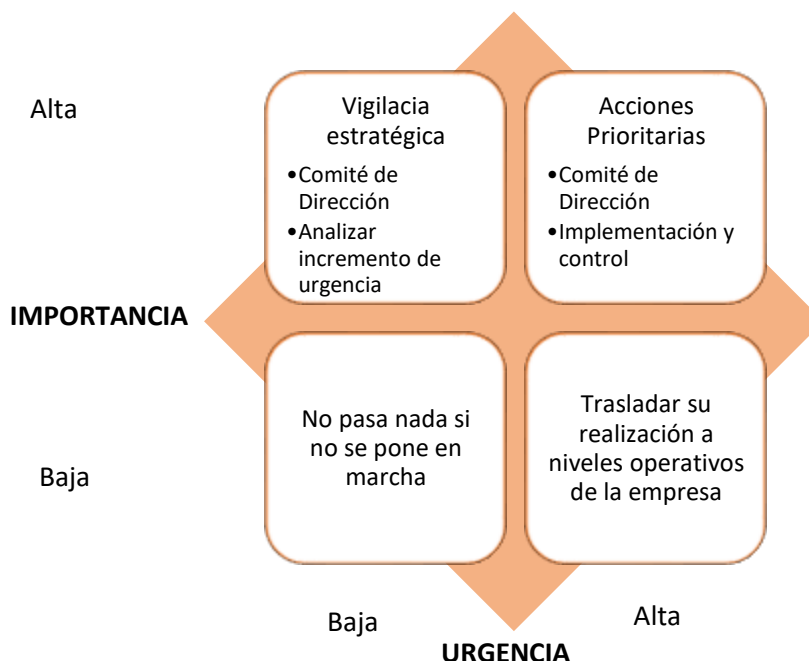 Alta
Vigilacia
estratégica
•Comité de
Dirección
•Analizar
incremento de
urgencia
Acciones
Prioritarias
•Comité de
Dirección
•Implementación y
control
IMPORTANCIA
Baja
No pasa nada si
no se pone en
marcha
Trasladar su
realización a
niveles operativos
de la empresa
Baja
Alta
URGENCIA